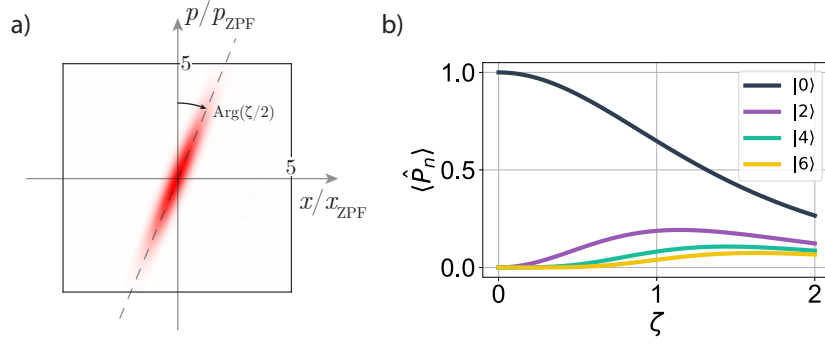 a)
p/p_ZPF
5
Arg(ζ/2)
5
x/x_ZPF
b)
1.0
0.5
0.0
⟨P̂_n⟩
|0⟩
|2⟩
|4⟩
|6⟩
0
1
2
ζ